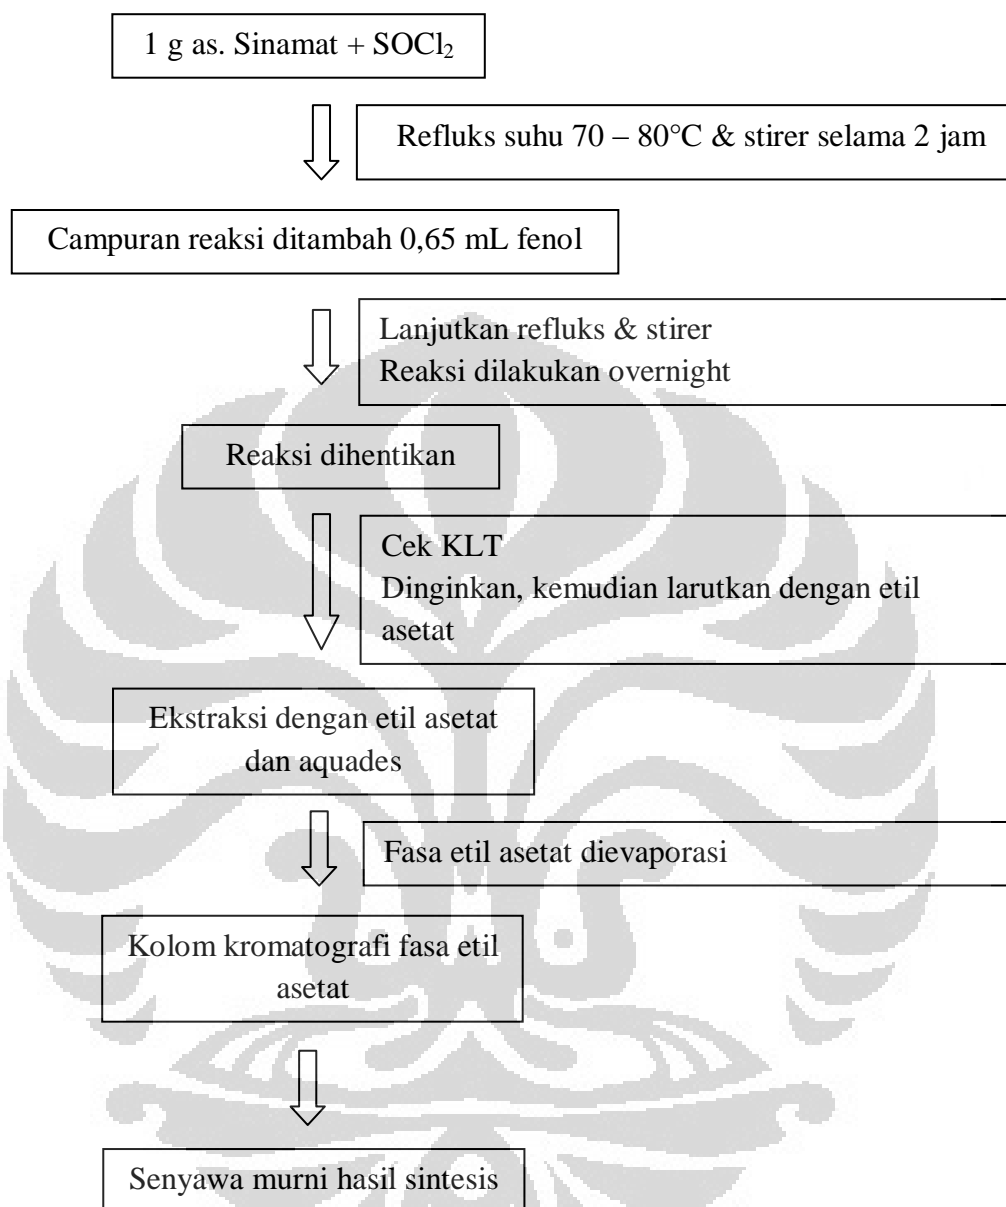 1 g as. Sinamat + SOCl₂
Refluks suhu 70 – 80°C & stirer selama 2 jam
Campuran reaksi ditambah 0,65 mL fenol
Lanjutkan refluks & stirer
Reaksi dilakukan overnight
Reaksi dihentikan
Cek KLT
Dinginkan, kemudian larutkan dengan etil
asetat
Ekstraksi dengan etil asetat
dan aquades
Fasa etil asetat dievaporasi
Kolom kromatografi fasa etil
asetat
Senyawa murni hasil sintesis